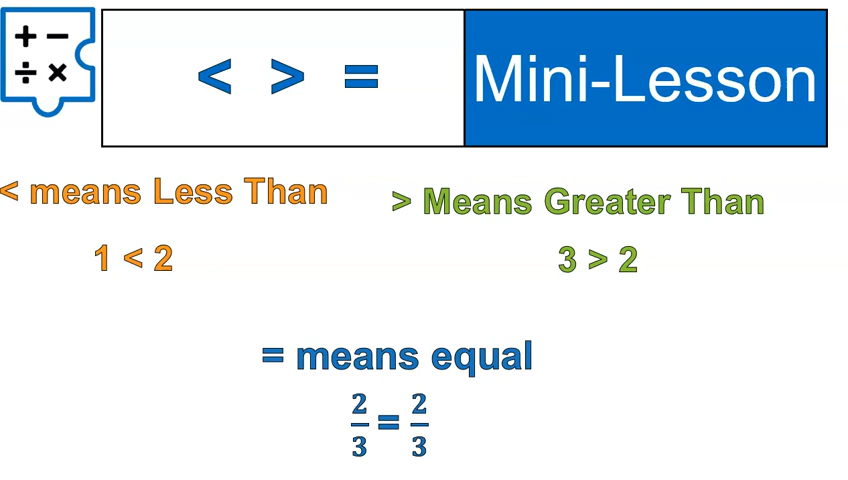 + −
÷ ×
< > =
Mini-Lesson
< means Less Than
> Means Greater Than
1 < 2
3 > 2
= means equal
2/3 = 2/3